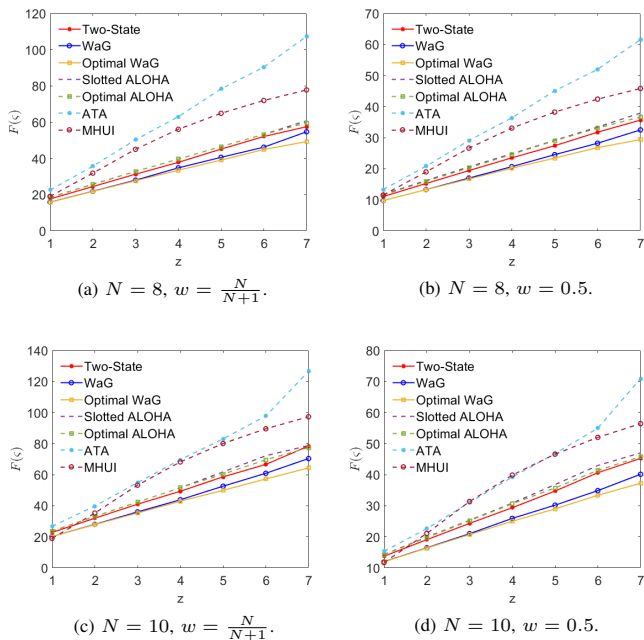 120
100
80
60
40
20
0
F(ς)
Two-State
WaG
Optimal WaG
Slotted ALOHA
Optimal ALOHA
ATA
MHUI
1 2 3 4 5 6 7
z
(a) N = 8, w = N/(N+1).
70
60
50
40
30
20
10
0
F(ς)
Two-State
WaG
Optimal WaG
Slotted ALOHA
Optimal ALOHA
ATA
MHUI
1 2 3 4 5 6 7
z
(b) N = 8, w = 0.5.
140
120
100
80
60
40
20
0
F(ς)
Two-State
WaG
Optimal WaG
Slotted ALOHA
Optimal ALOHA
ATA
MHUI
1 2 3 4 5 6 7
z
(c) N = 10, w = N/(N+1).
80
70
60
50
40
30
20
10
F(ς)
Two-State
WaG
Optimal WaG
Slotted ALOHA
Optimal ALOHA
ATA
MHUI
1 2 3 4 5 6 7
z
(d) N = 10, w = 0.5.